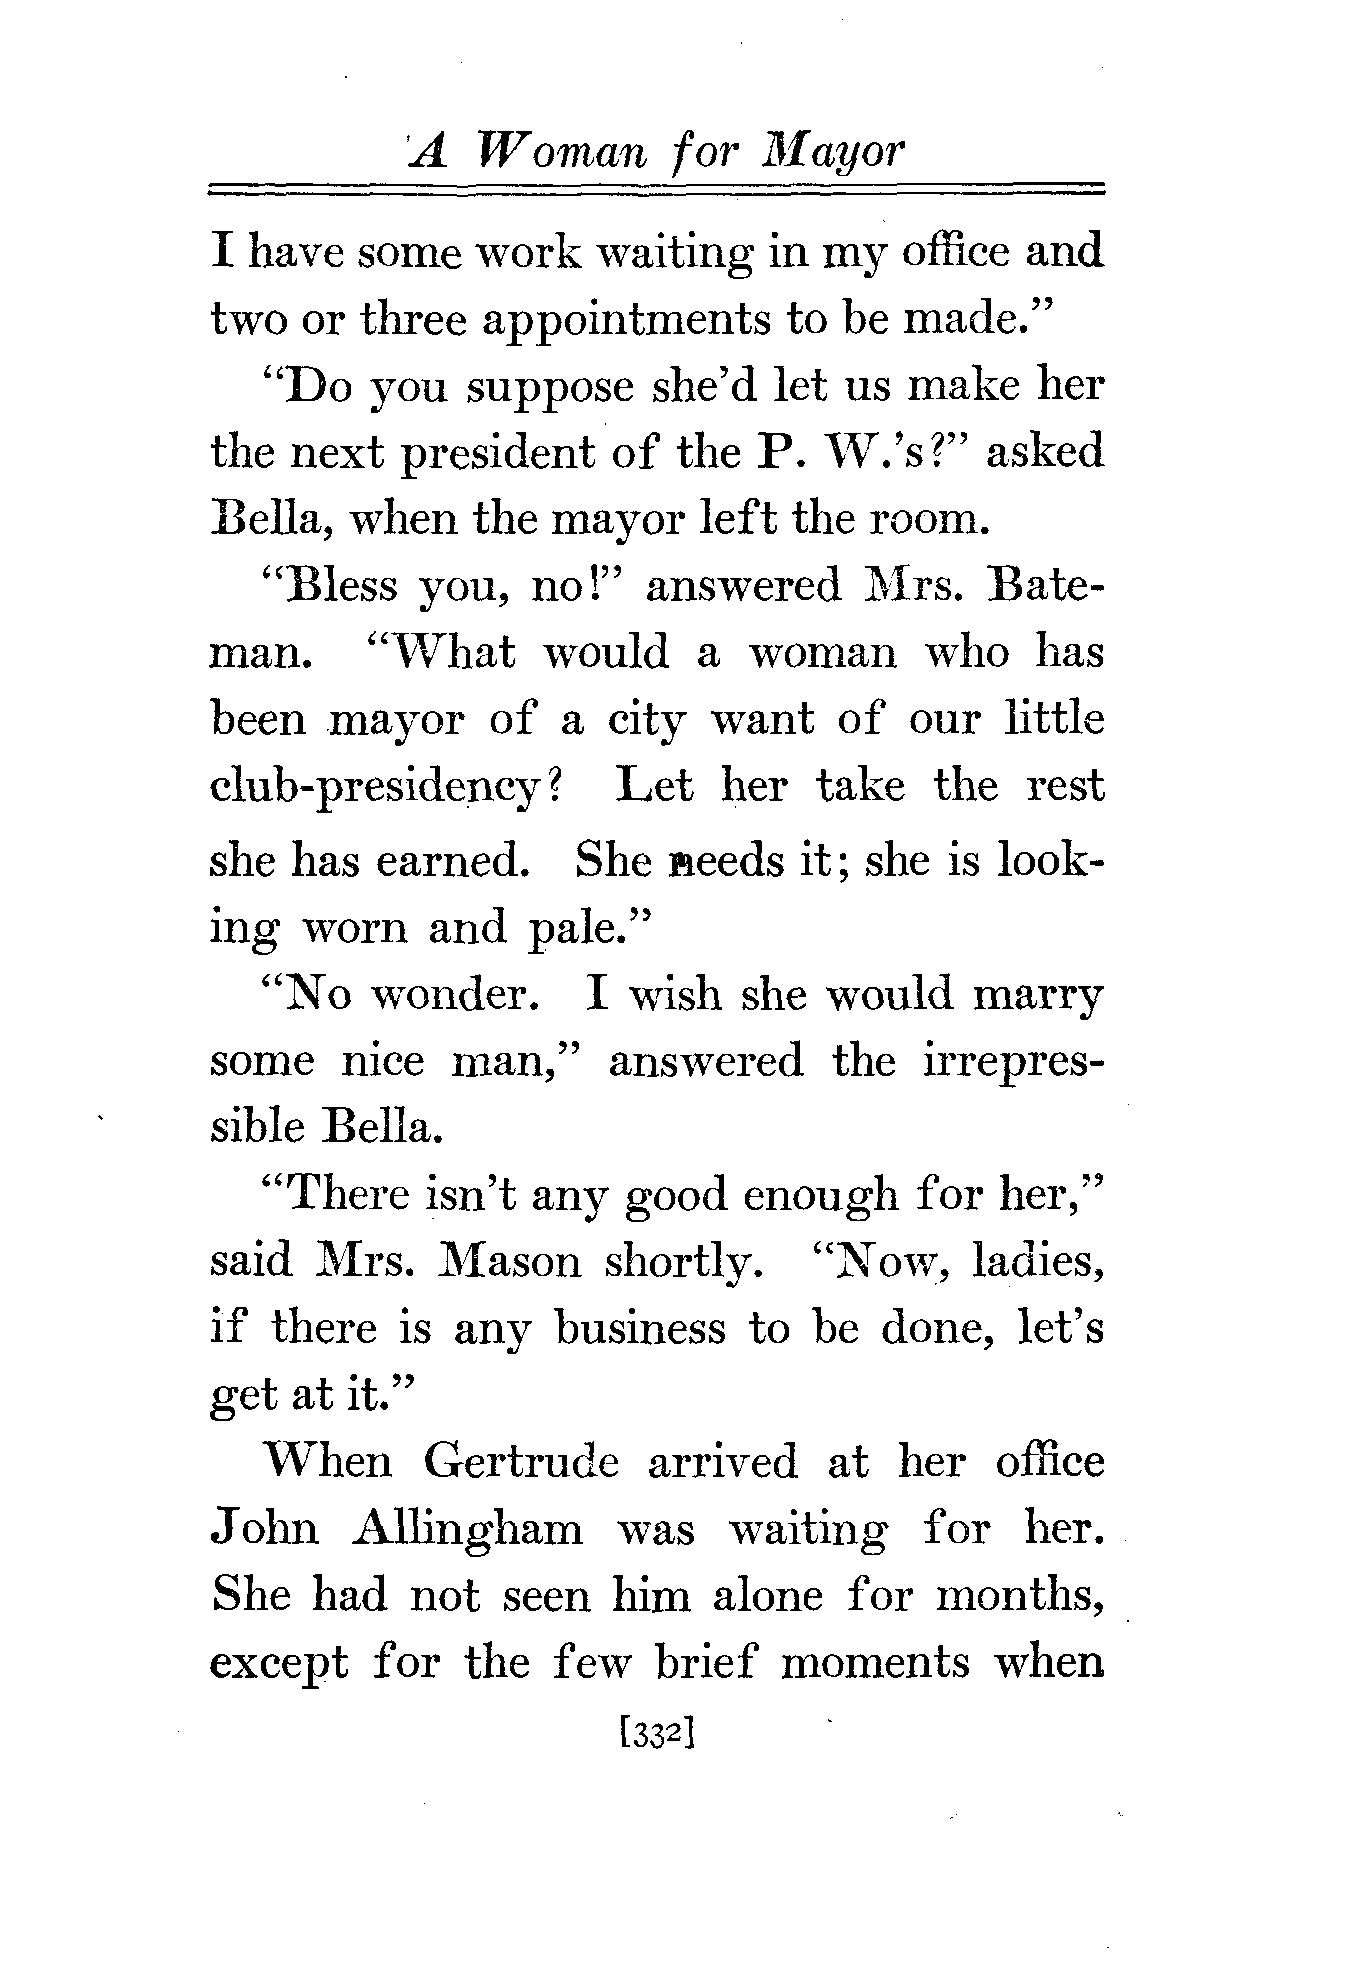 A Woman for Mayor
I have some work waiting in my office and
two or three appointments to be made."
"Do you suppose she'd let us make her
the next president of the P. W.'s?" asked
Bella, when the mayor left the room.
"Bless you, no!" answered Mrs. Bate-
man. "What would a woman who has
been mayor of a city want of our little
club-presidency? Let her take the rest
she has earned. She needs it; she is look-
ing worn and pale."
"No wonder. I wish she would marry
some nice man," answered the irrepres-
sible Bella.
"There isn't any good enough for her,"
said Mrs. Mason shortly. "Now, ladies,
if there is any business to be done, let's
get at it."
When Gertrude arrived at her office
John Allingham was waiting for her.
She had not seen him alone for months,
except for the few brief moments when
[332]